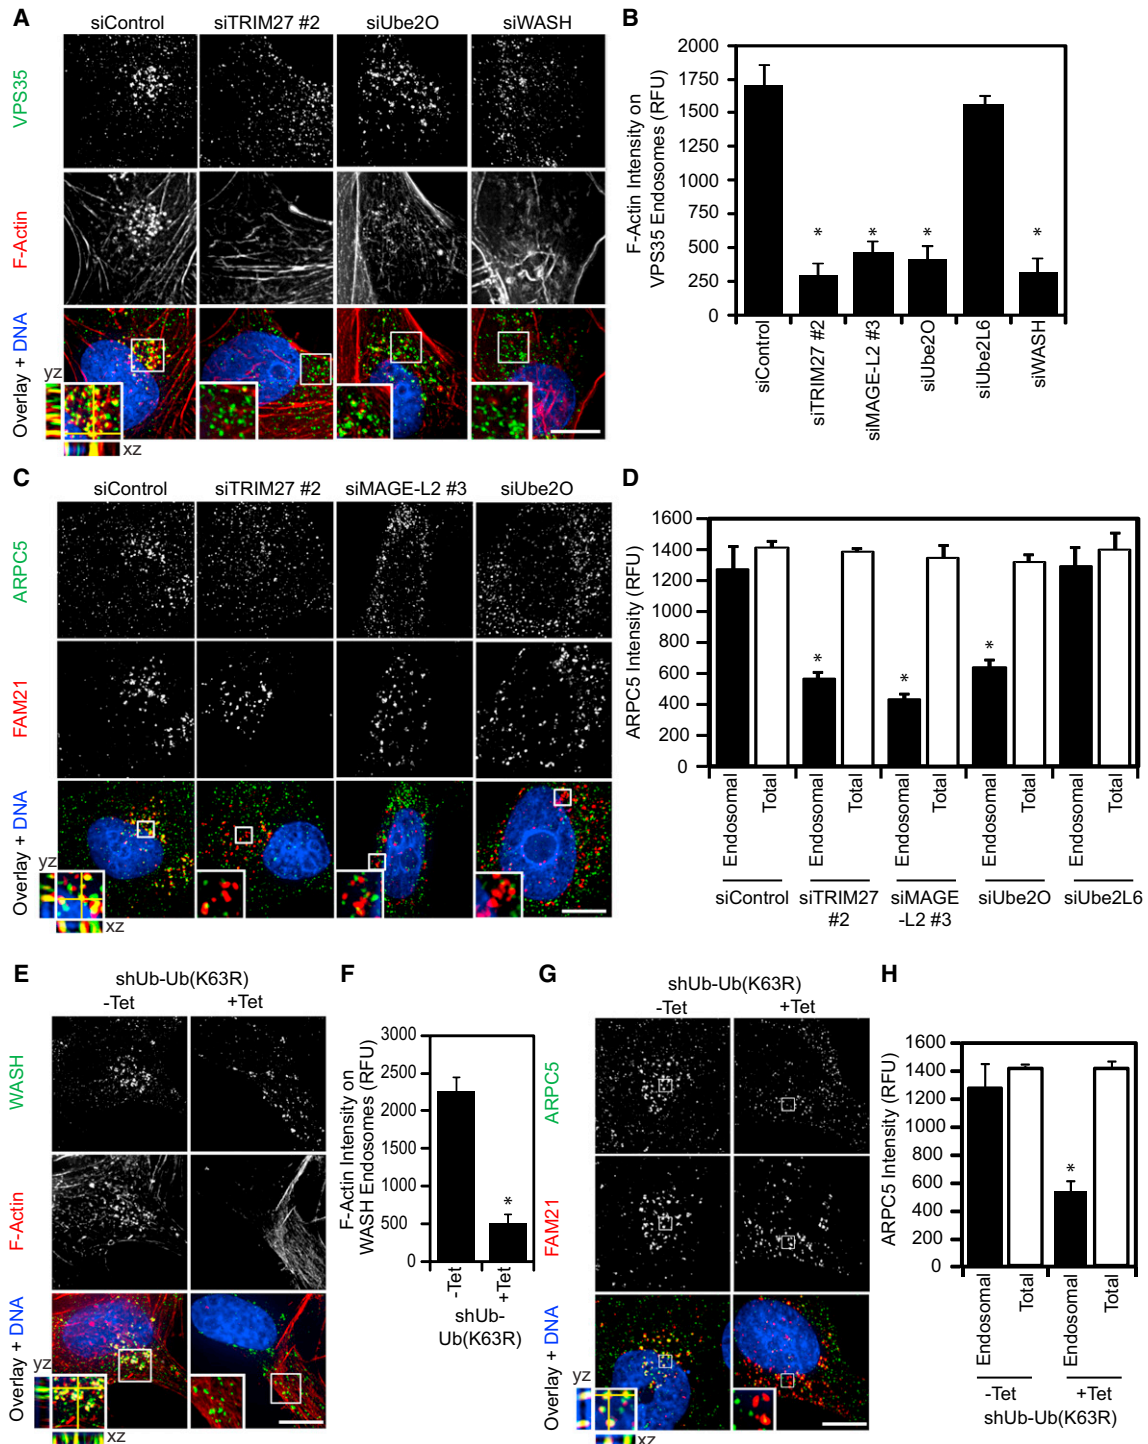 A
siControl siTRIM27 #2 siUbe2O siWASH
VPS35
F-Actin
Overlay + DNA
yz
xz
B
F-Actin Intensity on
VPS35 Endosomes (RFU)
2000
1750
1500
1250
1000
750
500
250
0
* * * *
siControl
siTRIM27 #2
siMAGE-L2 #3
siUbe2O
siUbe2L6
siWASH
C
siControl siTRIM27 #2 siMAGE-L2 #3 siUbe2O
ARPC5
FAM21
Overlay + DNA
yz
xz
D
ARPC5 Intensity (RFU)
1600
1400
1200
1000
800
600
400
200
0
* * *
Endosomal Total Endosomal Total Endosomal Total Endosomal Total Endosomal Total
siControl siTRIM27 siMAGE siUbe2O siUbe2L6
#2 -L2 #3
E
shUb-Ub(K63R)
-Tet +Tet
WASH
F-Actin
Overlay + DNA
yz
xz
F
F-Actin Intensity on
WASH Endosomes (RFU)
3000
2500
2000
1500
1000
500
0
*
-Tet
+Tet
shUb-
Ub(K63R)
G
shUb-Ub(K63R)
-Tet +Tet
ARPC5
FAM21
Overlay + DNA
yz
xz
H
ARPC5 Intensity (RFU)
1600
1400
1200
1000
800
600
400
200
0
*
Endosomal Total Endosomal Total
-Tet +Tet
shUb-Ub(K63R)